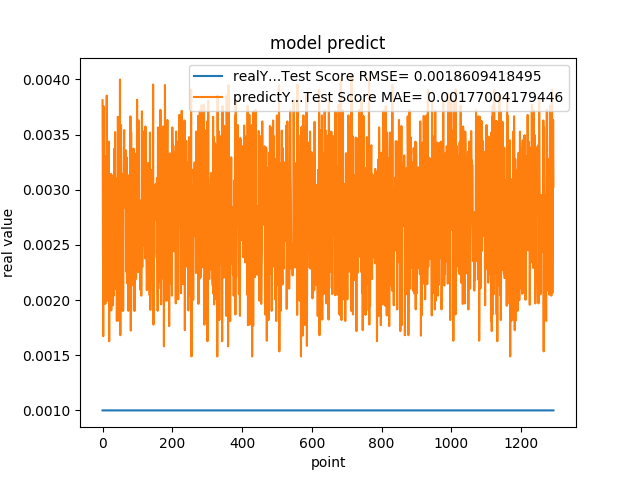 model predict
realY...Test Score RMSE= 0.0018609418495
predictY...Test Score MAE= 0.00177004179446
0.0040
0.0035
0.0030
0.0025
0.0020
0.0015
0.0010
real value
0 200 400 600 800 1000 1200
point